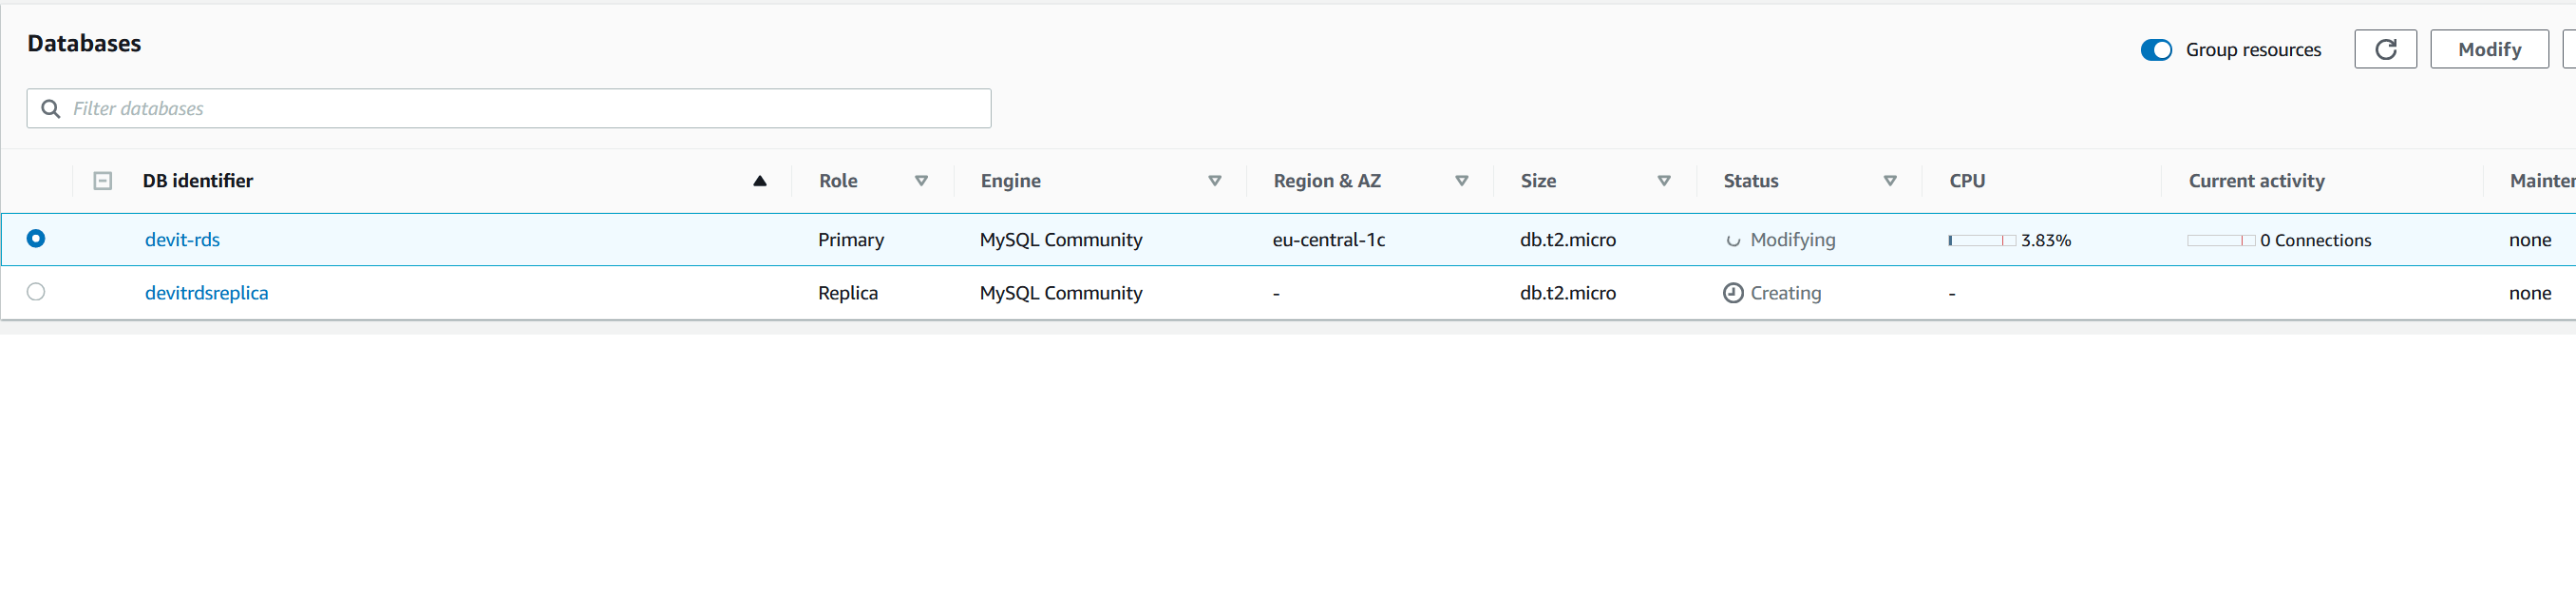 Databases
Group resources
Modify
Filter databases
DB identifier Role Engine Region & AZ Size Status CPU Current activity
devit-rds Primary MySQL Community eu-central-1c db.t2.micro Modifying 3.83% 0 Connections none
devitrdsreplica Replica MySQL Community - db.t2.micro Creating - none